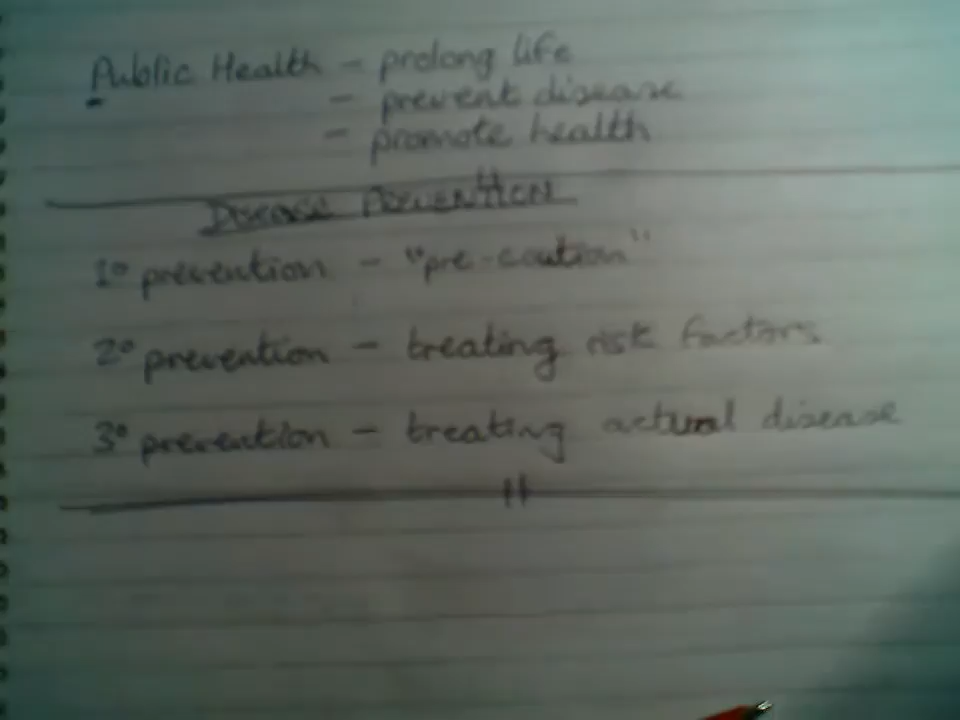 Public Health - prolong life
- prevent disease
- promote health
DISEASE PREVENTION
1° prevention - "pre-caution"
2° prevention - treating risk factors
3° prevention - treating actual disease